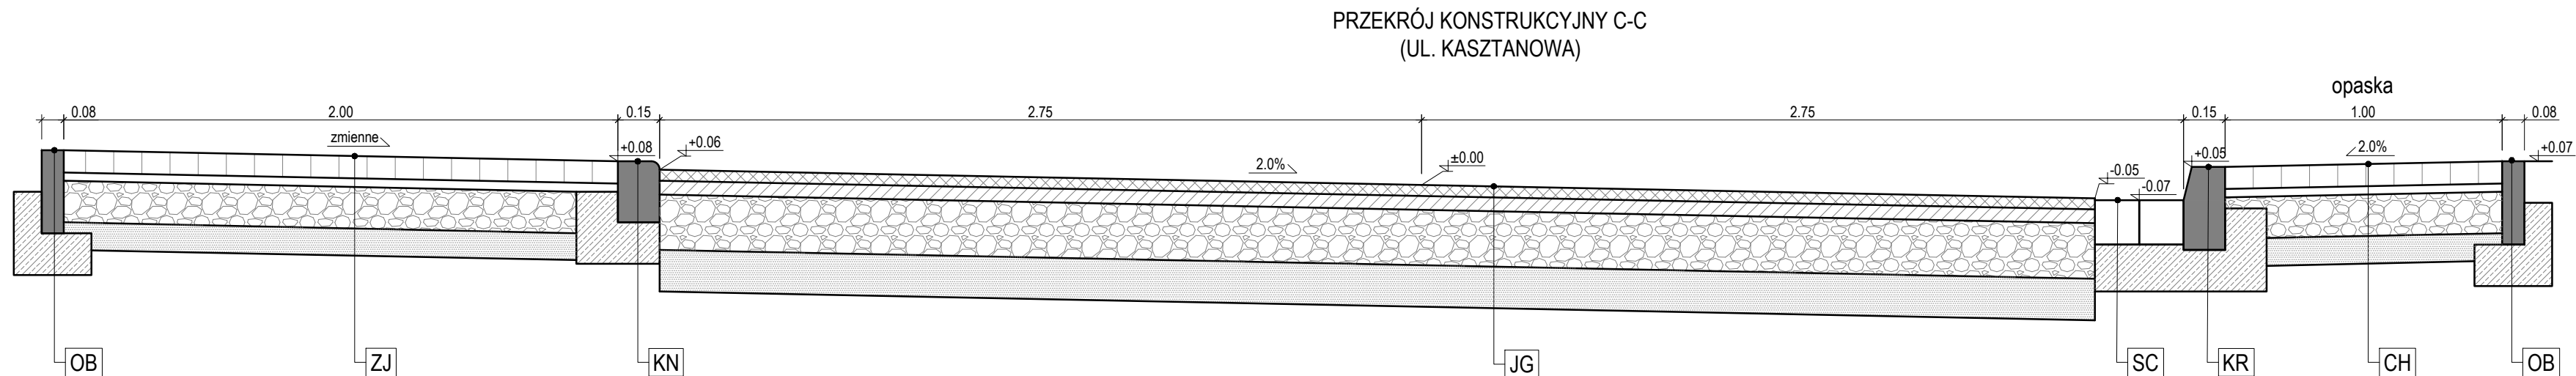 PRZEKRÓJ KONSTRUKCYJNY C-C
(UL. KASZTANOWA)
opaska
0.08 2.00 0.15 2.75 2.75 0.15 1.00 0.08
zmienne +0.08 +0.06 2.0% ±0.00 -0.05 -0.07 +0.05 2.0% +0.07
OB ZJ KN JG SC KR CH OB